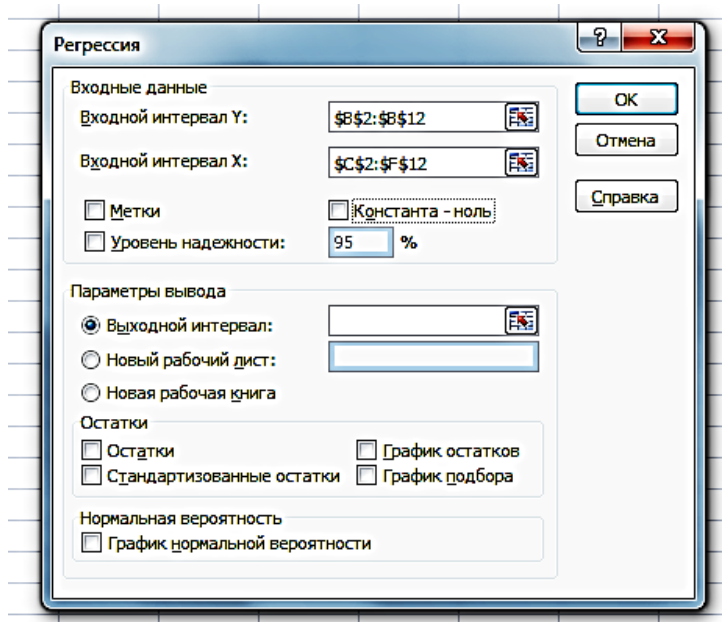 Регрессия
Входные данные
Входной интервал Y: $B$2:$B$12
Входной интервал X: $C$2:$F$12
Метки Константа - ноль
Уровень надежности: 95 %
ОК
Отмена
Справка
Параметры вывода
Выходной интервал:
Новый рабочий лист:
Новая рабочая книга
Остатки
Остатки График остатков
Стандартизованные остатки График подбора
Нормальная вероятность
График нормальной вероятности